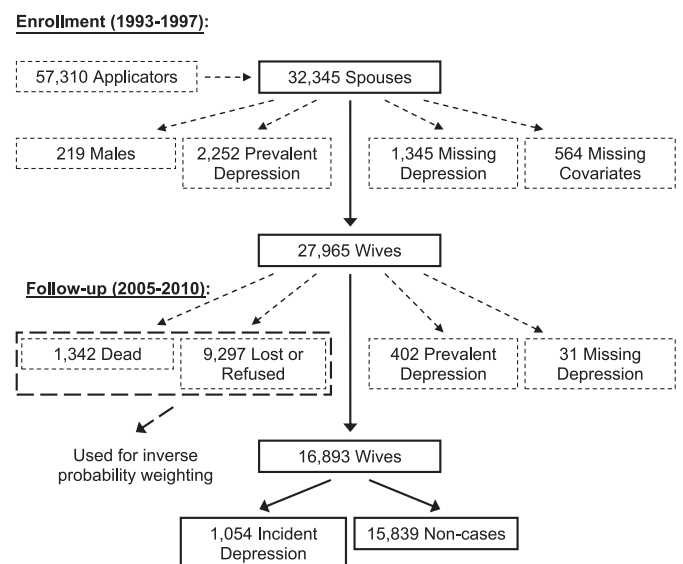 Enrollment (1993-1997):
57,310 Applicators
32,345 Spouses
219 Males
2,252 Prevalent
Depression
1,345 Missing
Depression
564 Missing
Covariates
27,965 Wives
Follow-up (2005-2010):
1,342 Dead
9,297 Lost or
Refused
402 Prevalent
Depression
31 Missing
Depression
Used for inverse
probability weighting
16,893 Wives
1,054 Incident
Depression
15,839 Non-cases